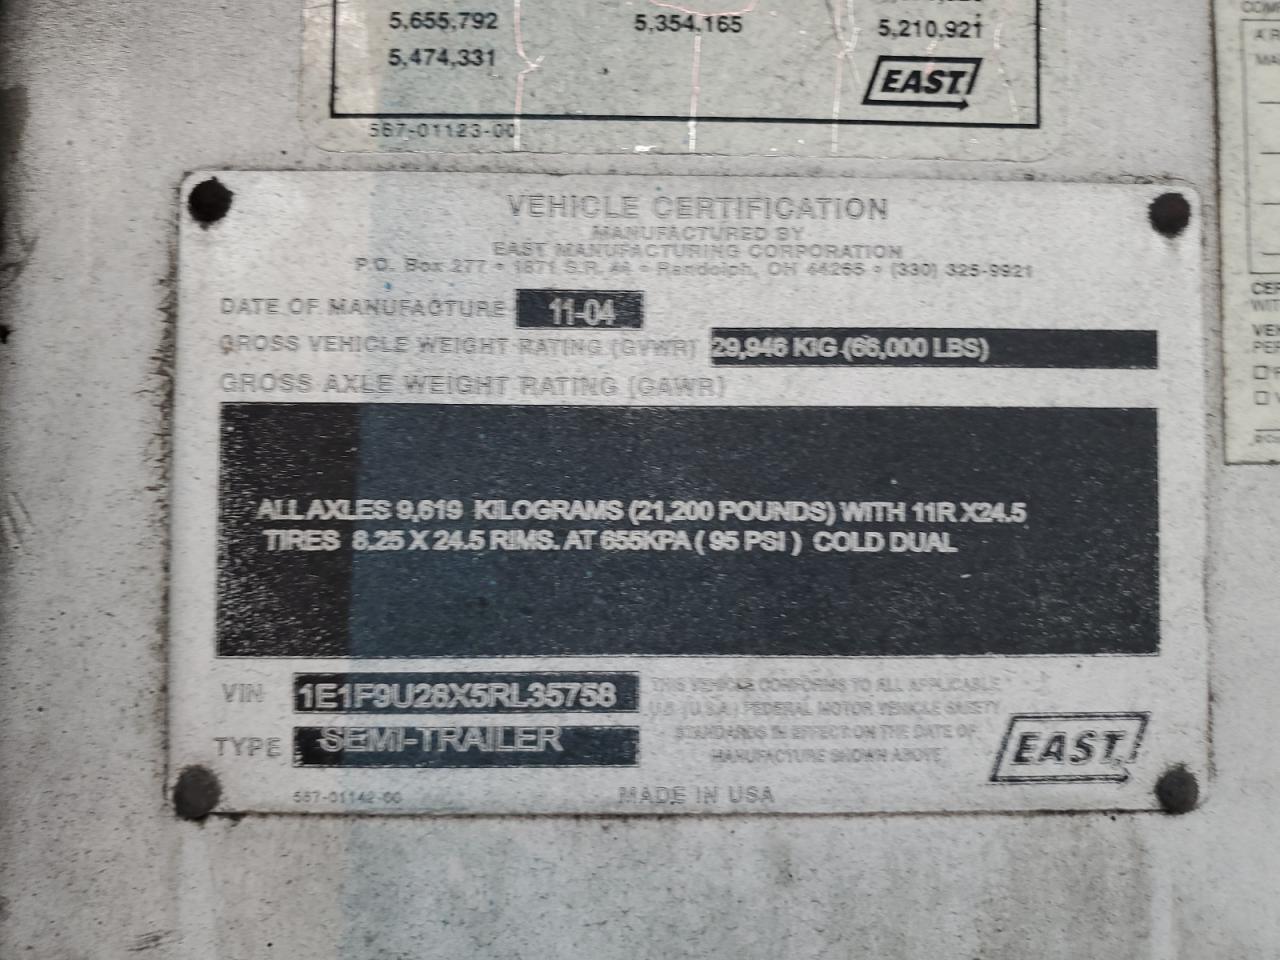 5,655,792 5,354,165 5,210,921
5,474,331
EAST
567-01123-00
VEHICLE CERTIFICATION
MANUFACTURED BY
EAST MANUFACTURING CORPORATION
P.O. Box 277 • 1871 S.R. 44 • Randolph, OH 44265 • (330) 325-9921
DATE OF MANUFACTURE 11-04
GROSS VEHICLE WEIGHT RATING (GVWR) 29,946 KIG (66,000 LBS)
GROSS AXLE WEIGHT RATING (GAWR)
ALL AXLES 9,619 KILOGRAMS (21,200 POUNDS) WITH 11R X24.5
TIRES 8.25 X 24.5 RIMS. AT 655KPA ( 95 PSI ) COLD DUAL
VIN 1E1F9U28X5RL35758
THIS VEHICLE CONFORMS TO ALL APPLICABLE
U.S. (U.S.A.) FEDERAL MOTOR VEHICLE SAFETY
STANDARDS IN EFFECT ON THE DATE OF
MANUFACTURE SHOWN ABOVE
TYPE SEMI-TRAILER
EAST
567-01142-00 MADE IN USA